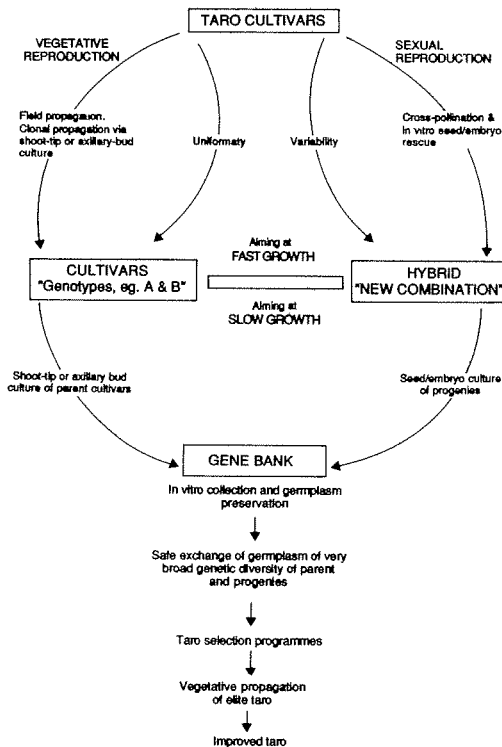 TARO CULTIVARS
VEGETATIVE
REPRODUCTION
SEXUAL
REPRODUCTION
Field propagation.
Clonal propagation via
shoot-tip or axillary-bud
culture
Uniformaty
Variability
Cross-pollination &
In vitro seed/embryo
rescue
CULTIVARS
"Genotypes, eg. A & B"
Aiming at
FAST GROWTH
Aiming at
SLOW GROWTH
HYBRID
"NEW COMBINATION"
Shoot-tip or axillary bud
culture of parent cultivars
Seed/embryo culture
of progenies
GENE BANK
In vitro collection and germplasm
preservation
Safe exchange of germplasm of very
broad genetic diversity of parent
and progenies
Taro selection programmes
Vegetative propagation
of elite taro
Improved taro